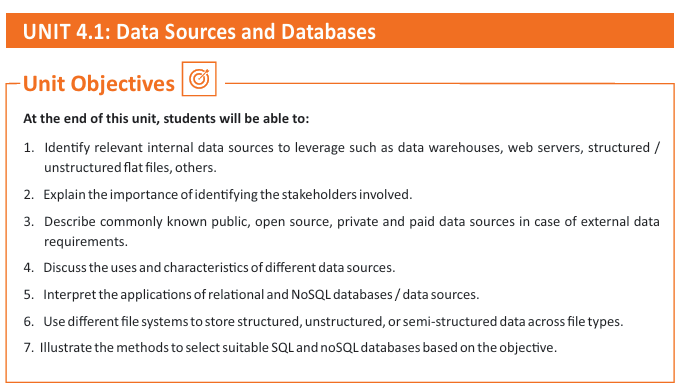 UNIT 4.1: Data Sources and Databases
Unit Objectives
At the end of this unit, students will be able to:
1. Identify relevant internal data sources to leverage such as data warehouses, web servers, structured /
unstructured flat files, others.
2. Explain the importance of identifying the stakeholders involved.
3. Describe commonly known public, open source, private and paid data sources in case of external data
requirements.
4. Discuss the uses and characteristics of different data sources.
5. Interpret the applications of relational and NoSQL databases / data sources.
6. Use different file systems to store structured, unstructured, or semi-structured data across file types.
7. Illustrate the methods to select suitable SQL and noSQL databases based on the objective.